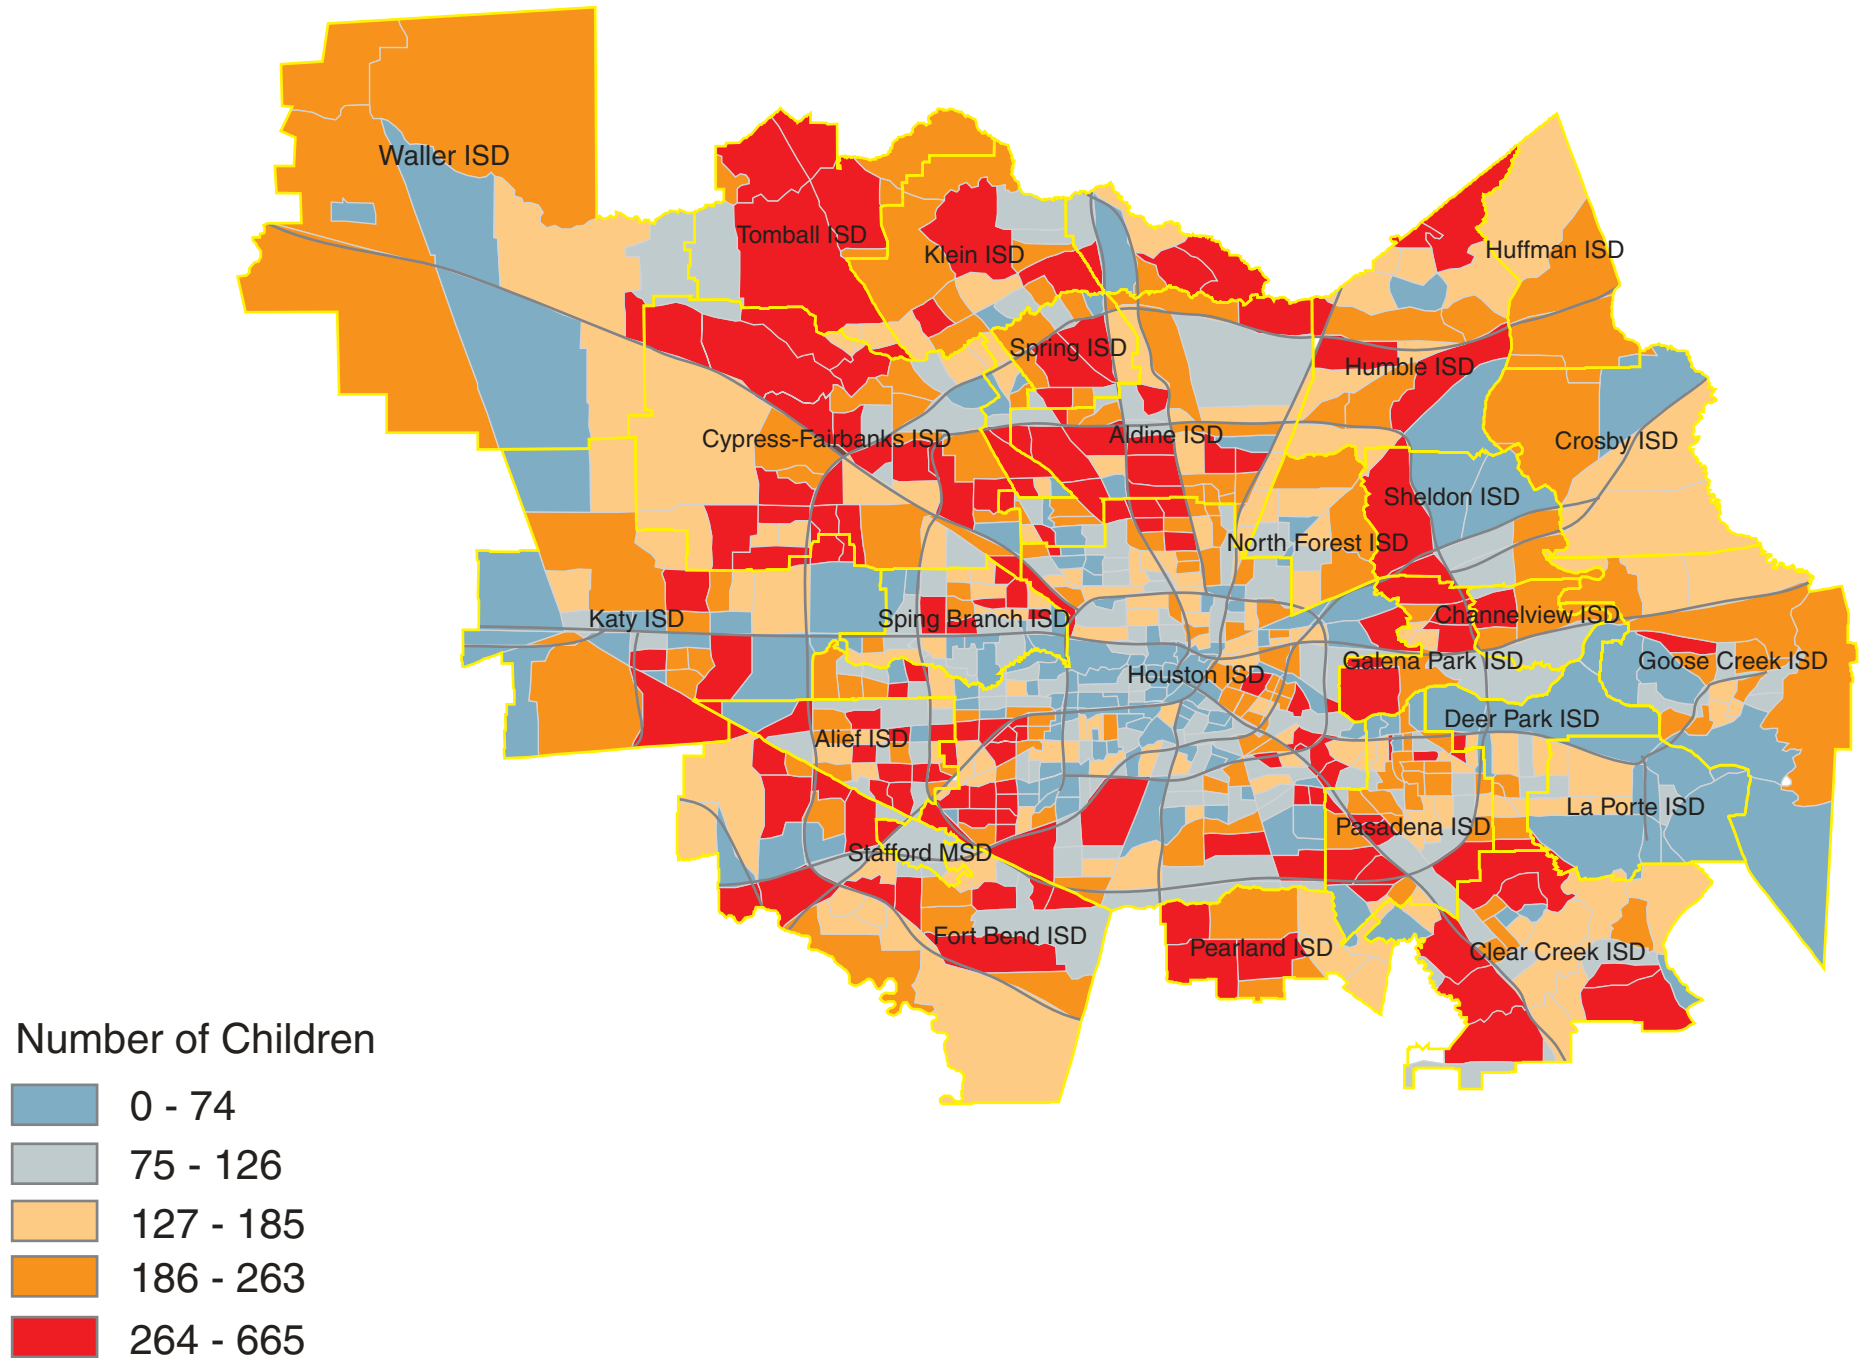 Waller ISD
Tomball ISD
Klein ISD
Huffman ISD
Spring ISD
Humble ISD
Cypress-Fairbanks ISD
Aldine ISD
Crosby ISD
Sheldon ISD
North Forest ISD
Katy ISD
Sping Branch ISD
Channelview ISD
Houston ISD
Galena Park ISD
Goose Creek ISD
Deer Park ISD
Alief ISD
La Porte ISD
Pasadena ISD
Stafford MSD
Fort Bend ISD
Pearland ISD
Clear Creek ISD
Number of Children
0 - 74
75 - 126
127 - 185
186 - 263
264 - 665